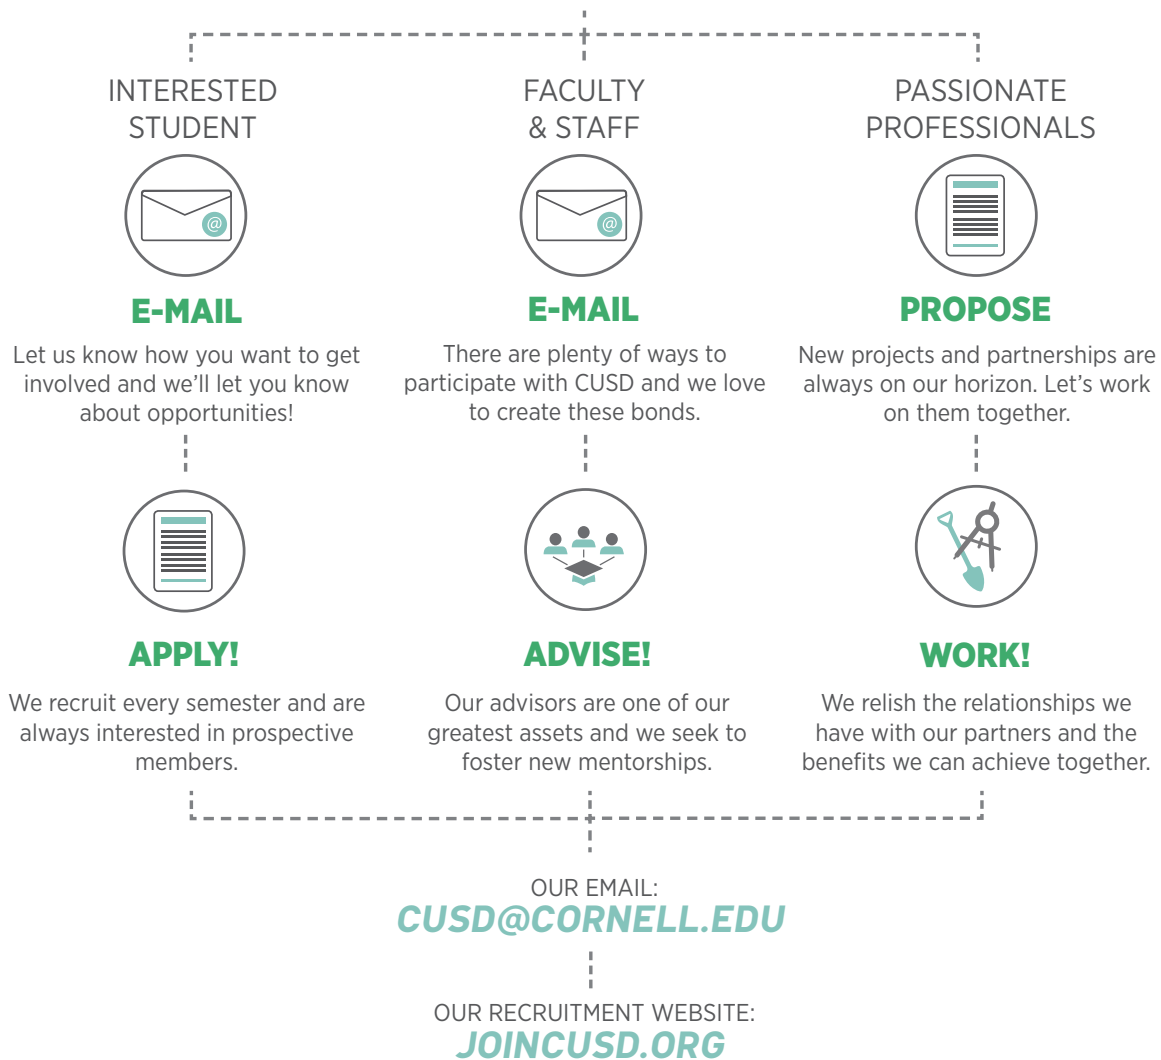 INTERESTED
STUDENT
@
E-MAIL
Let us know how you want to get
involved and we’ll let you know
about opportunities!
APPLY!
We recruit every semester and are
always interested in prospective
members.
FACULTY
& STAFF
@
E-MAIL
There are plenty of ways to
participate with CUSD and we love
to create these bonds.
ADVISE!
Our advisors are one of our
greatest assets and we seek to
foster new mentorships.
PASSIONATE
PROFESSIONALS
PROPOSE
New projects and partnerships are
always on our horizon. Let’s work
on them together.
WORK!
We relish the relationships we
have with our partners and the
benefits we can achieve together.
OUR EMAIL:
CUSD@CORNELL.EDU
OUR RECRUITMENT WEBSITE:
JOINCUSD.ORG